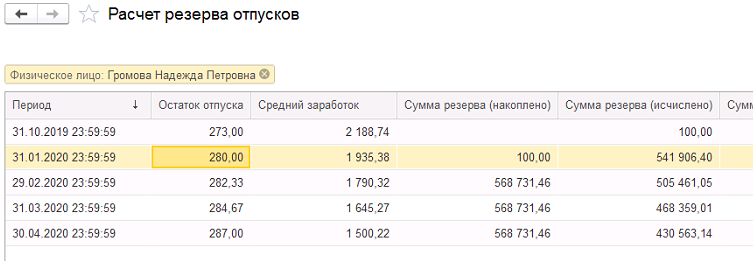 Расчет резерва отпусков
Физическое лицо: Громова Надежда Петровна
Период ↓ Остаток отпуска Средний заработок Сумма резерва (накоплено) Сумма резерва (исчислено) Сумм
31.10.2019 23:59:59 273,00 2 188,74 100,00
31.01.2020 23:59:59 280,00 1 935,38 100,00 541 906,40
29.02.2020 23:59:59 282,33 1 790,32 568 731,46 505 461,05
31.03.2020 23:59:59 284,67 1 645,27 568 731,46 468 359,01
30.04.2020 23:59:59 287,00 1 500,22 568 731,46 430 563,14